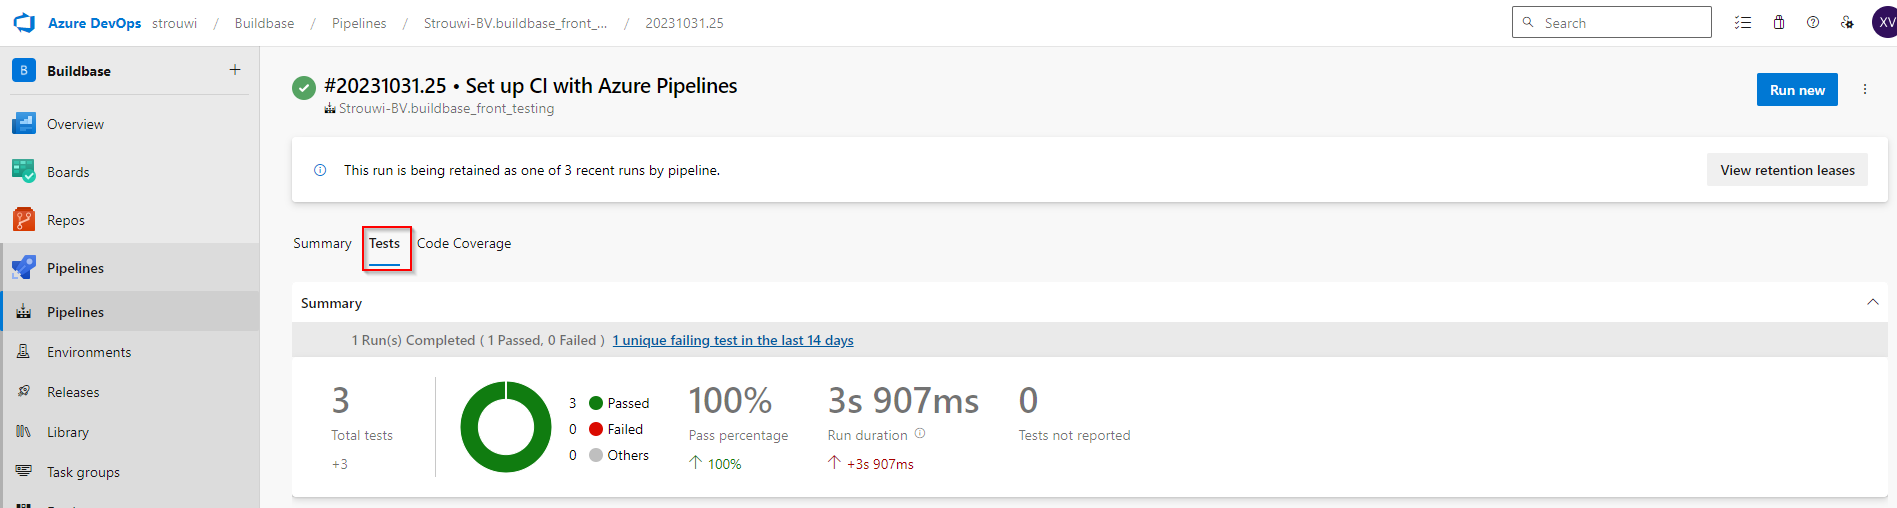 Azure DevOps strouwi / Buildbase / Pipelines / Strouwi-BV.buildbase_front_... / 20231031.25
Search
XV
B Buildbase +
Overview
Boards
Repos
Pipelines
Pipelines
Environments
Releases
Library
Task groups
#20231031.25 • Set up CI with Azure Pipelines
Strouwi-BV.buildbase_front_testing
Run new
This run is being retained as one of 3 recent runs by pipeline.
View retention leases
Summary Tests Code Coverage
Summary
1 Run(s) Completed ( 1 Passed, 0 Failed ) 1 unique failing test in the last 14 days
3
Total tests
+3
3 Passed
0 Failed
0 Others
100%
Pass percentage
100%
3s 907ms
Run duration
+3s 907ms
0
Tests not reported